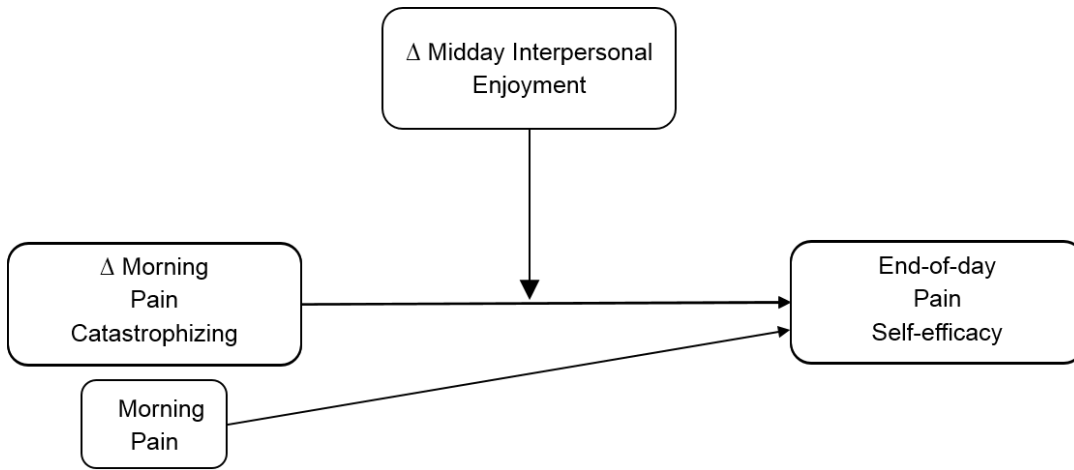 Δ Midday Interpersonal
Enjoyment
Δ Morning
Pain
Catastrophizing
End-of-day
Pain
Self-efficacy
Morning
Pain